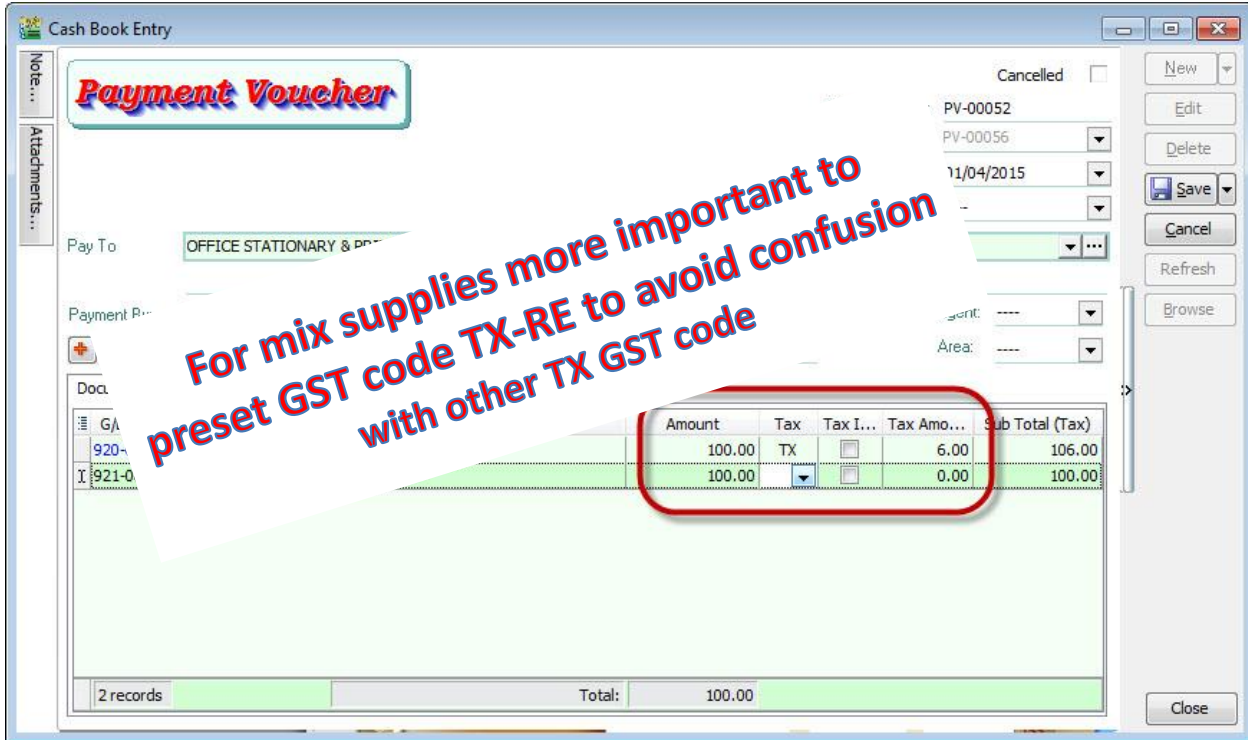 Cash Book Entry
Note...
Attachments...
Payment Voucher
Cancelled
PV-00052
PV-00056
01/04/2015
Pay To OFFICE STATIONARY &
----
----
Area: ----
For mix supplies more important to
preset GST code TX-RE to avoid confusion
with other TX GST code
Amount Tax Tax I... Tax Amo... Sub Total (Tax)
100.00 TX 6.00 106.00
100.00 0.00 100.00
2 records Total: 100.00
New
Edit
Delete
Save
Cancel
Refresh
Browse
Close